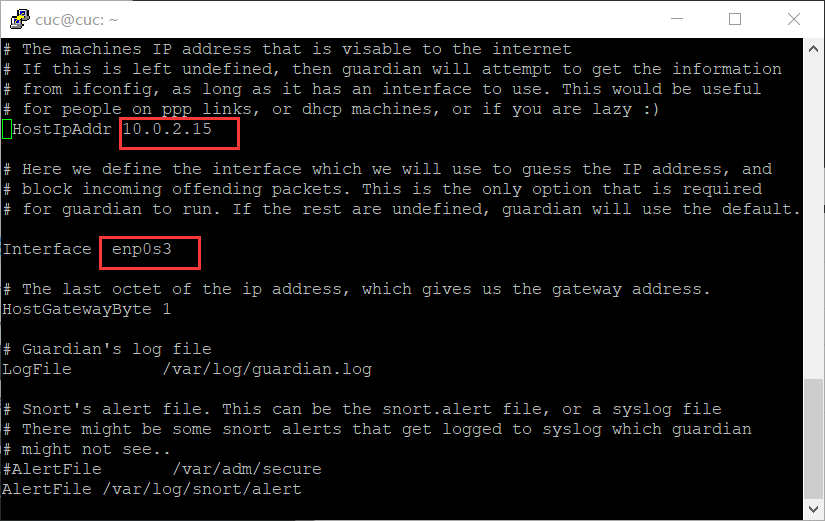 cuc@cuc: ~
# The machines IP address that is visable to the internet
# If this is left undefined, then guardian will attempt to get the information
# from ifconfig, as long as it has an interface to use. This would be useful
# for people on ppp links, or dhcp machines, or if you are lazy :)
HostIpAddr 10.0.2.15
# Here we define the interface which we will use to guess the IP address, and
# block incoming offending packets. This is the only option that is required
# for guardian to run. If the rest are undefined, guardian will use the default.
Interface  enp0s3
# The last octet of the ip address, which gives us the gateway address.
HostGatewayByte 1
# Guardian's log file
LogFile         /var/log/guardian.log
# Snort's alert file. This can be the snort.alert file, or a syslog file
# There might be some snort alerts that get logged to syslog which guardian
# might not see..
#AlertFile       /var/adm/secure
AlertFile /var/log/snort/alert